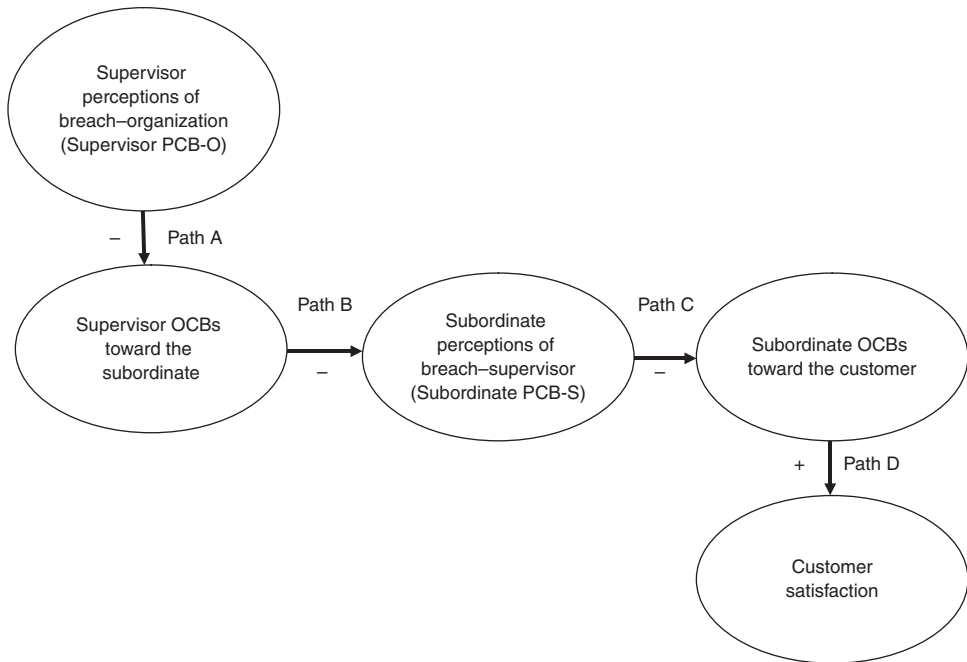 Supervisor
perceptions of
breach–organization
(Supervisor PCB-O)
–
Path A
Supervisor OCBs
toward the
subordinate
Path B
–
Subordinate
perceptions of
breach–supervisor
(Subordinate PCB-S)
Path C
–
Subordinate OCBs
toward the customer
+
Path D
Customer
satisfaction